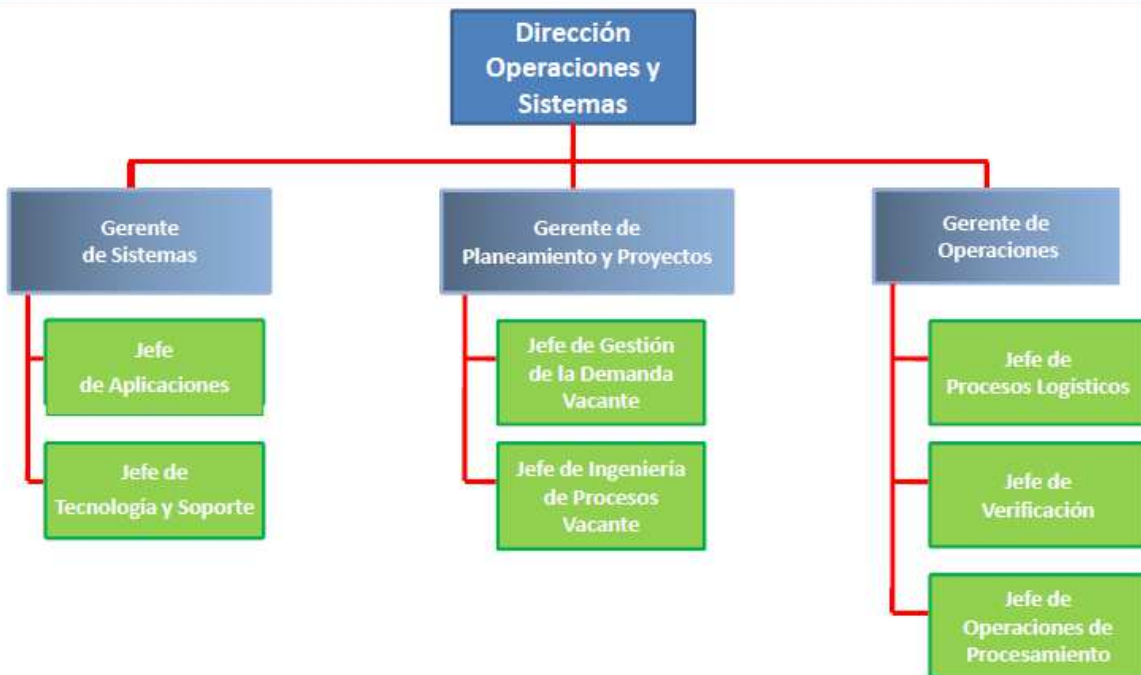 Dirección
Operaciones y
Sistemas
Gerente
de Sistemas
Gerente de
Planeamiento y Proyectos
Gerente de
Operaciones
Jefe
de Aplicaciones
Jefe de
Tecnología y Soporte
Jefe de Gestión
de la Demanda
Vacante
Jefe de Ingeniería
de Procesos
Vacante
Jefe de
Procesos Logísticos
Jefe de
Verificación
Jefe de
Operaciones de
Procesamiento